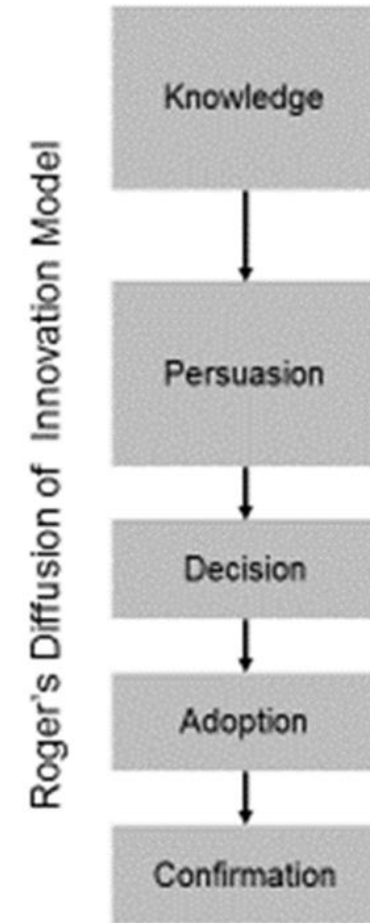 Roger's Diffusion of Innovation Model
Knowledge
Persuasion
Decision
Adoption
Confirmation